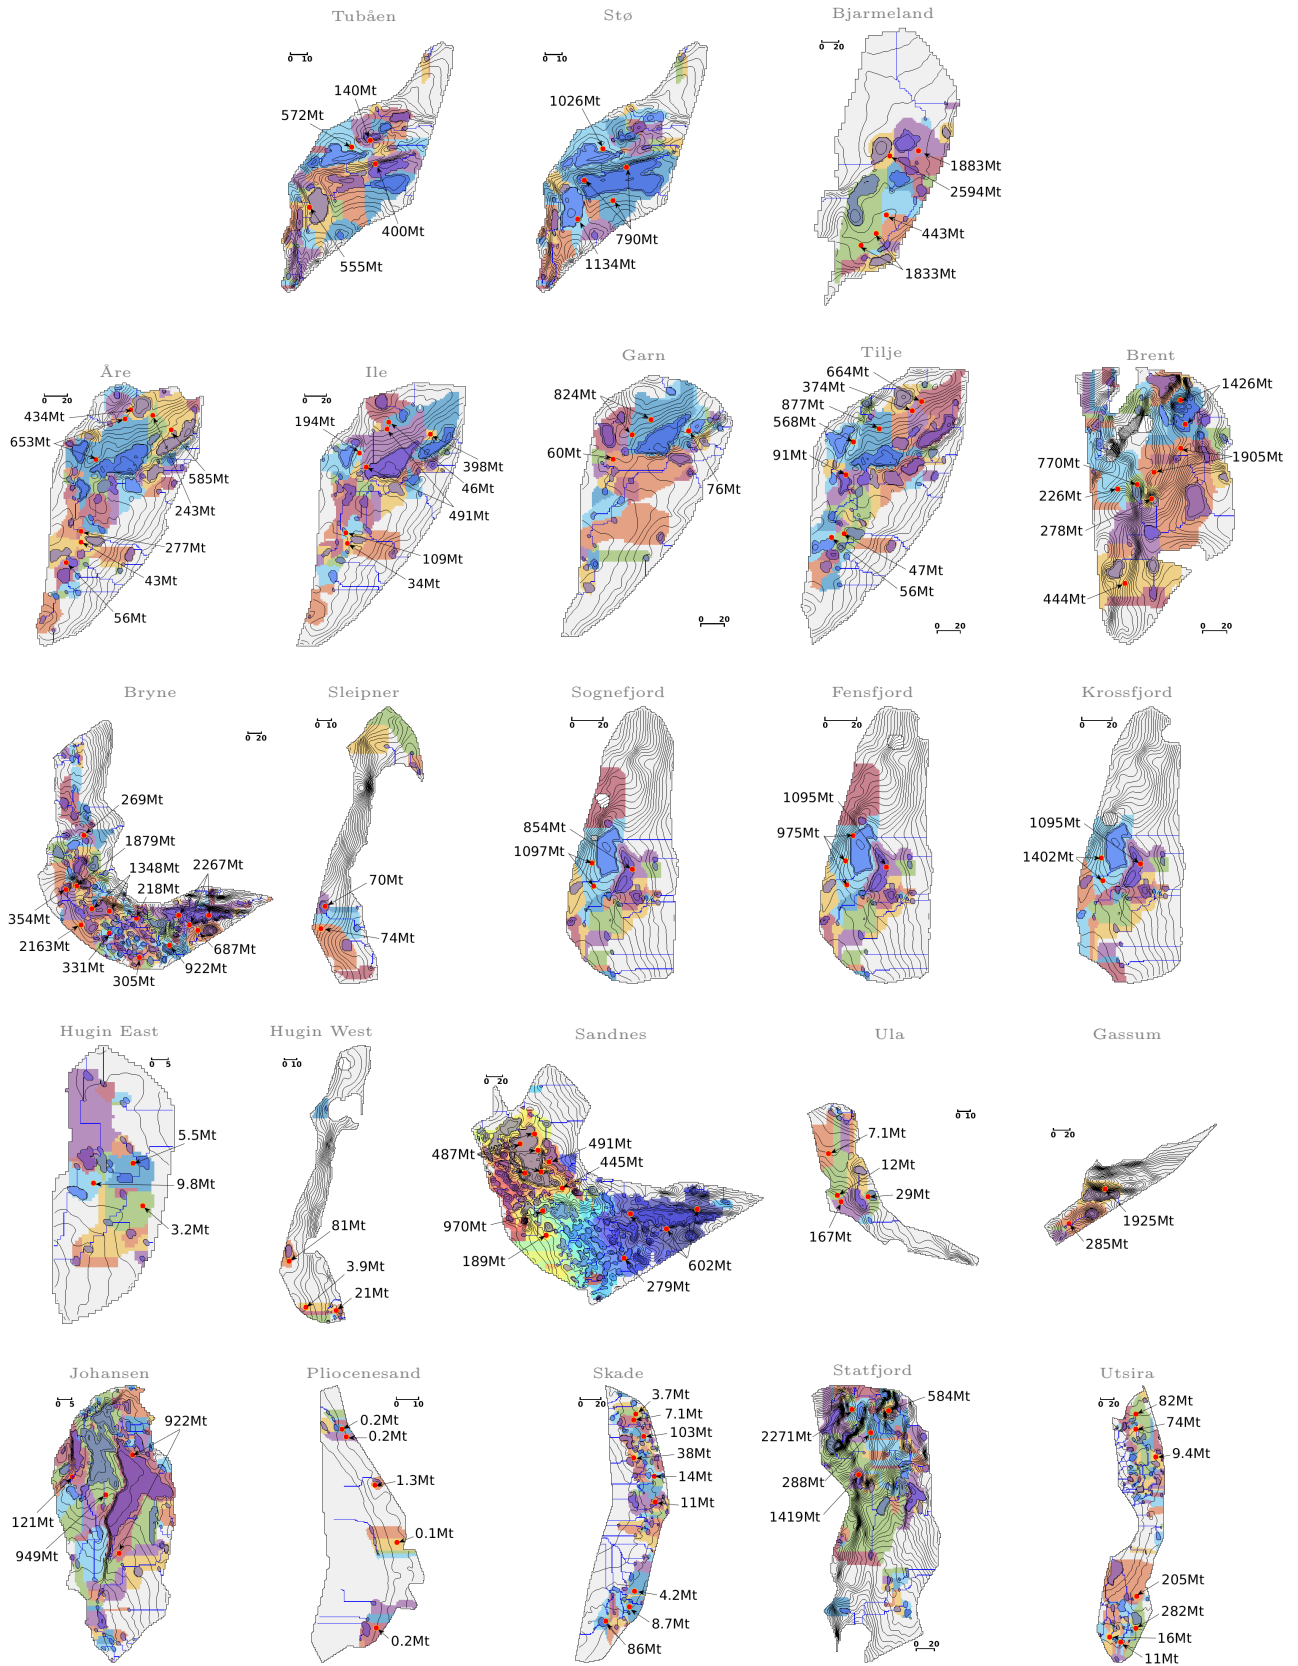 Tubåen
Stø
Bjarmeland
0 10
0 10
0 20
140Mt
572Mt
400Mt
555Mt
1026Mt
790Mt
1134Mt
1883Mt
2594Mt
443Mt
1833Mt
Åre
Ile
Garn
Tilje
Brent
0 20
434Mt
653Mt
585Mt
243Mt
277Mt
43Mt
56Mt
0 20
194Mt
398Mt
46Mt
491Mt
109Mt
34Mt
824Mt
60Mt
76Mt
0 20
664Mt
374Mt
877Mt
568Mt
91Mt
47Mt
56Mt
0 20
1426Mt
1905Mt
770Mt
226Mt
278Mt
444Mt
0 20
Bryne
Sleipner
Sognefjord
Fensfjord
Krossfjord
0 20
269Mt
1879Mt
1348Mt
2267Mt
218Mt
354Mt
2163Mt
331Mt
305Mt
922Mt
687Mt
0 10
70Mt
74Mt
0 20
854Mt
1097Mt
0 20
1095Mt
975Mt
0 20
1095Mt
1402Mt
Hugin East
Hugin West
Sandnes
Ula
Gassum
0 5
5.5Mt
9.8Mt
3.2Mt
0 10
81Mt
3.9Mt
21Mt
0 20
487Mt
491Mt
445Mt
970Mt
189Mt
602Mt
279Mt
0 10
7.1Mt
12Mt
29Mt
167Mt
0 20
1925Mt
285Mt
Johansen
Pliocenesand
Skade
Statfjord
Utsira
0 5
922Mt
121Mt
949Mt
0 10
0.2Mt
0.2Mt
1.3Mt
0.1Mt
0.2Mt
0 20
3.7Mt
7.1Mt
103Mt
38Mt
14Mt
11Mt
4.2Mt
8.7Mt
86Mt
584Mt
2271Mt
288Mt
1419Mt
0 20
0 20
82Mt
74Mt
9.4Mt
205Mt
282Mt
16Mt
11Mt